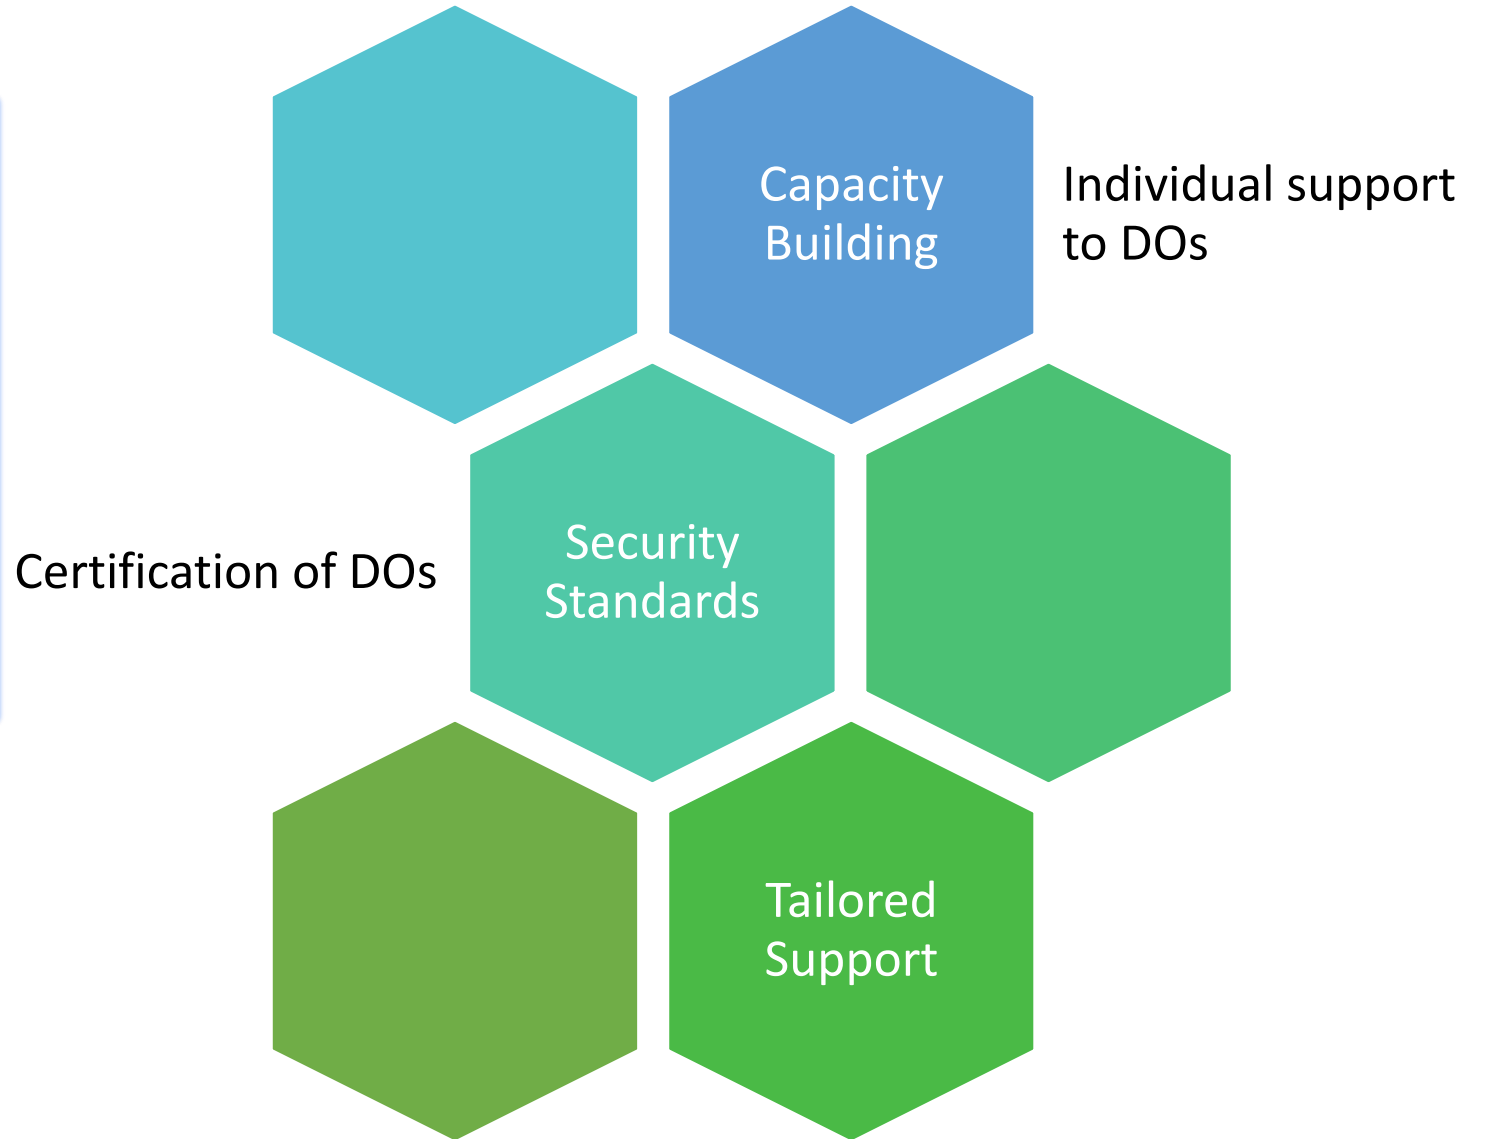 Capacity
Building
Individual support
to DOs
Certification of DOs
Security
Standards
Tailored
Support